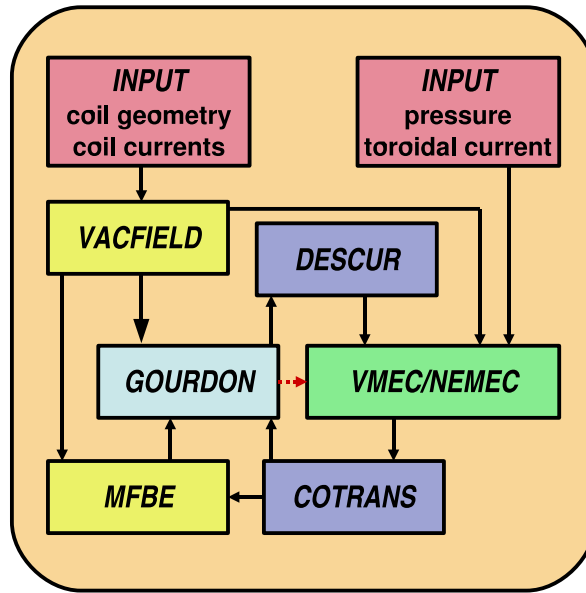 INPUT
coil geometry
coil currents
INPUT
pressure
toroidal current
VACFIELD
DESCUR
GOURDON
VMEC/NEMEC
MFBE
COTRANS